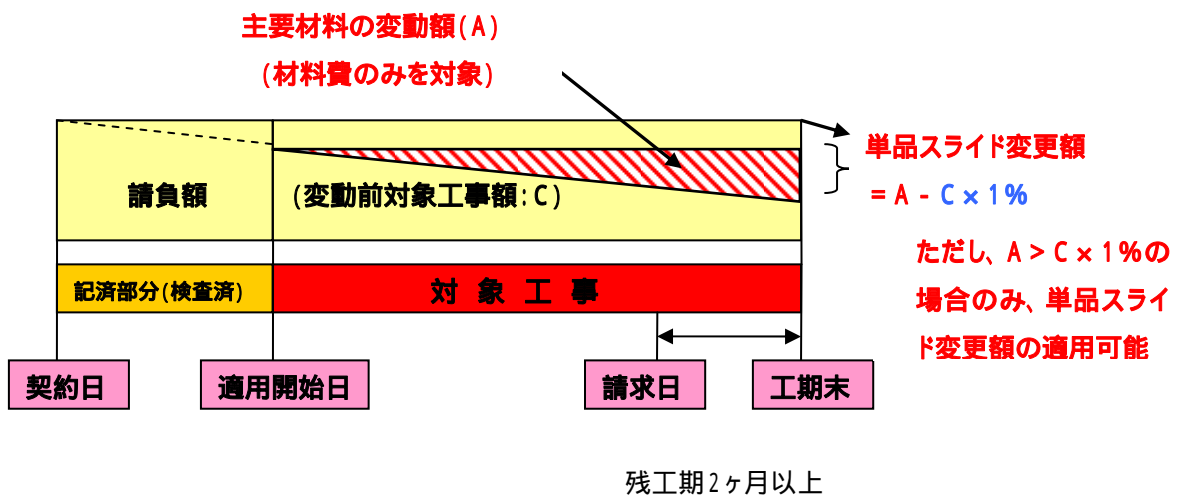 主要材料の変動額(A)
(材料費のみを対象)
単品スライド変更額
＝A－C×1%
請負額
(変動前対象工事額:C)
ただし、A＞C×1%の
場合のみ、単品スライ
ド変更額の適用可能
記済部分(検査済)
対象工事
契約日
適用開始日
請求日
工期末
残工期2ヶ月以上